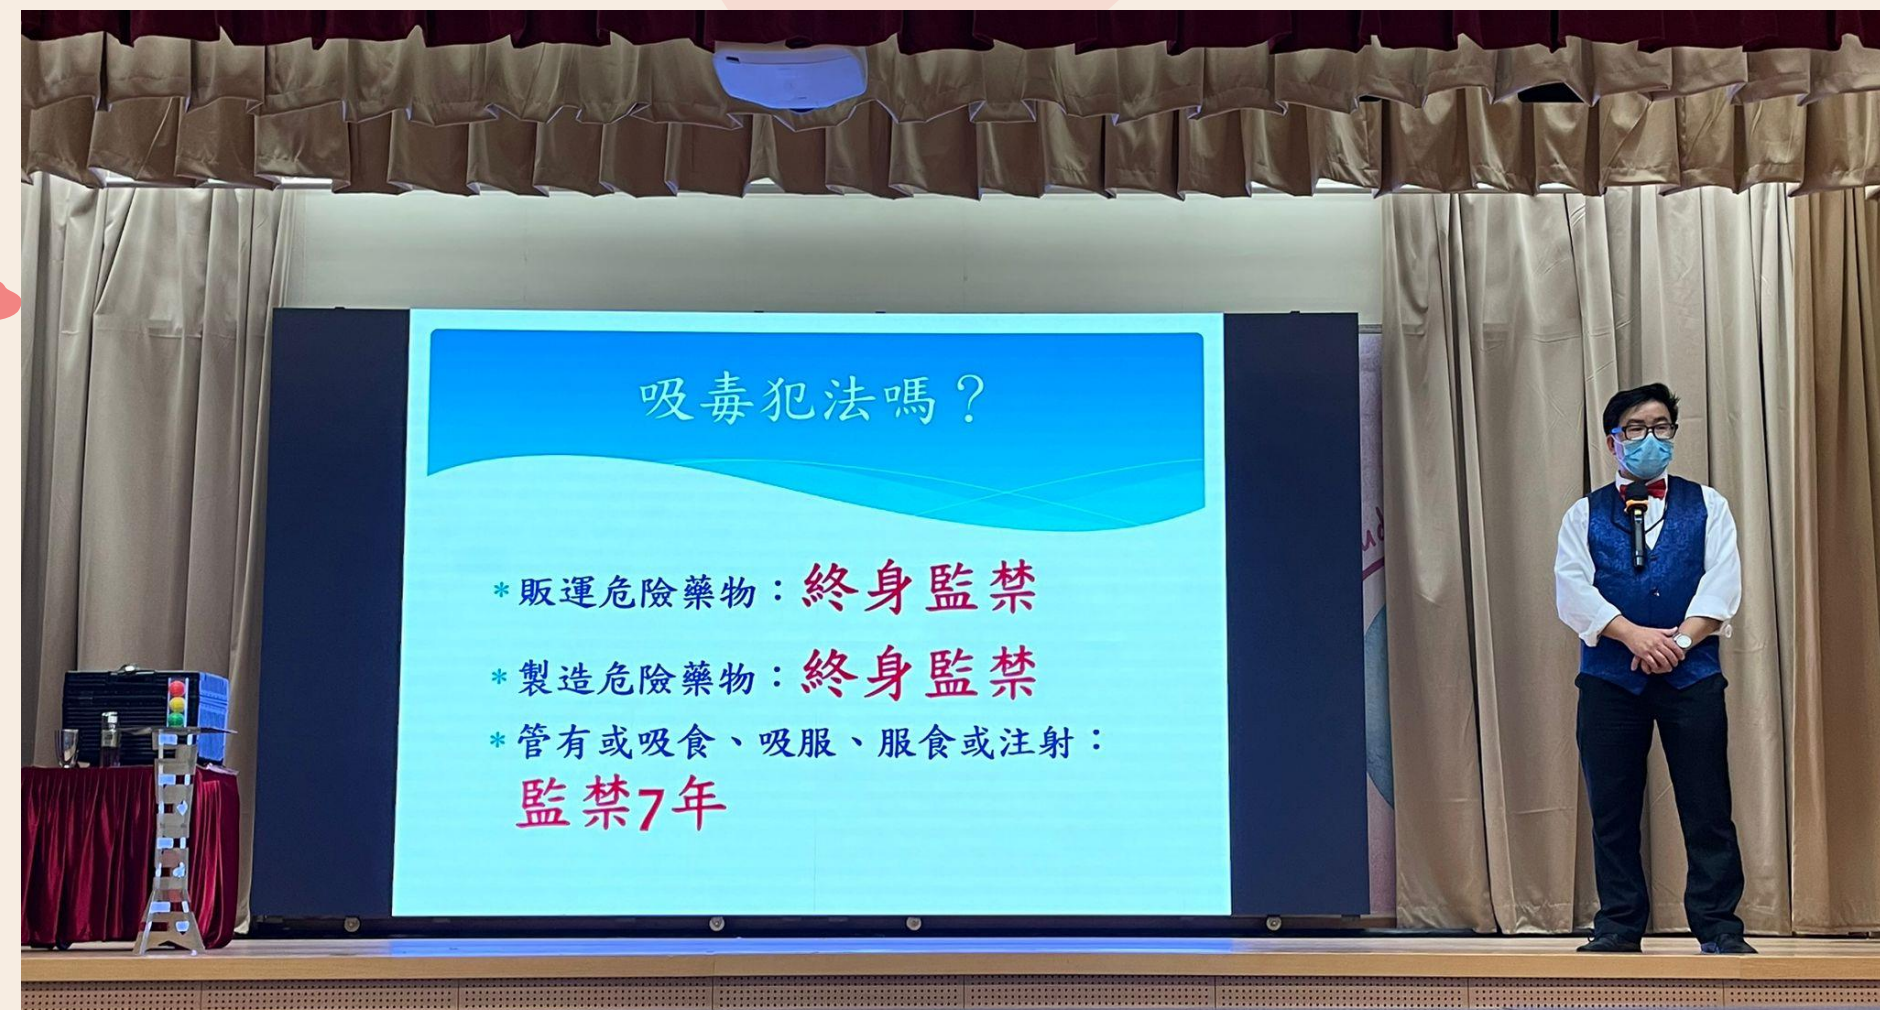 吸毒犯法嗎？
*販運危險藥物：終身監禁
*製造危險藥物：終身監禁
*管有或吸食、吸服、服食或注射：
監禁7年